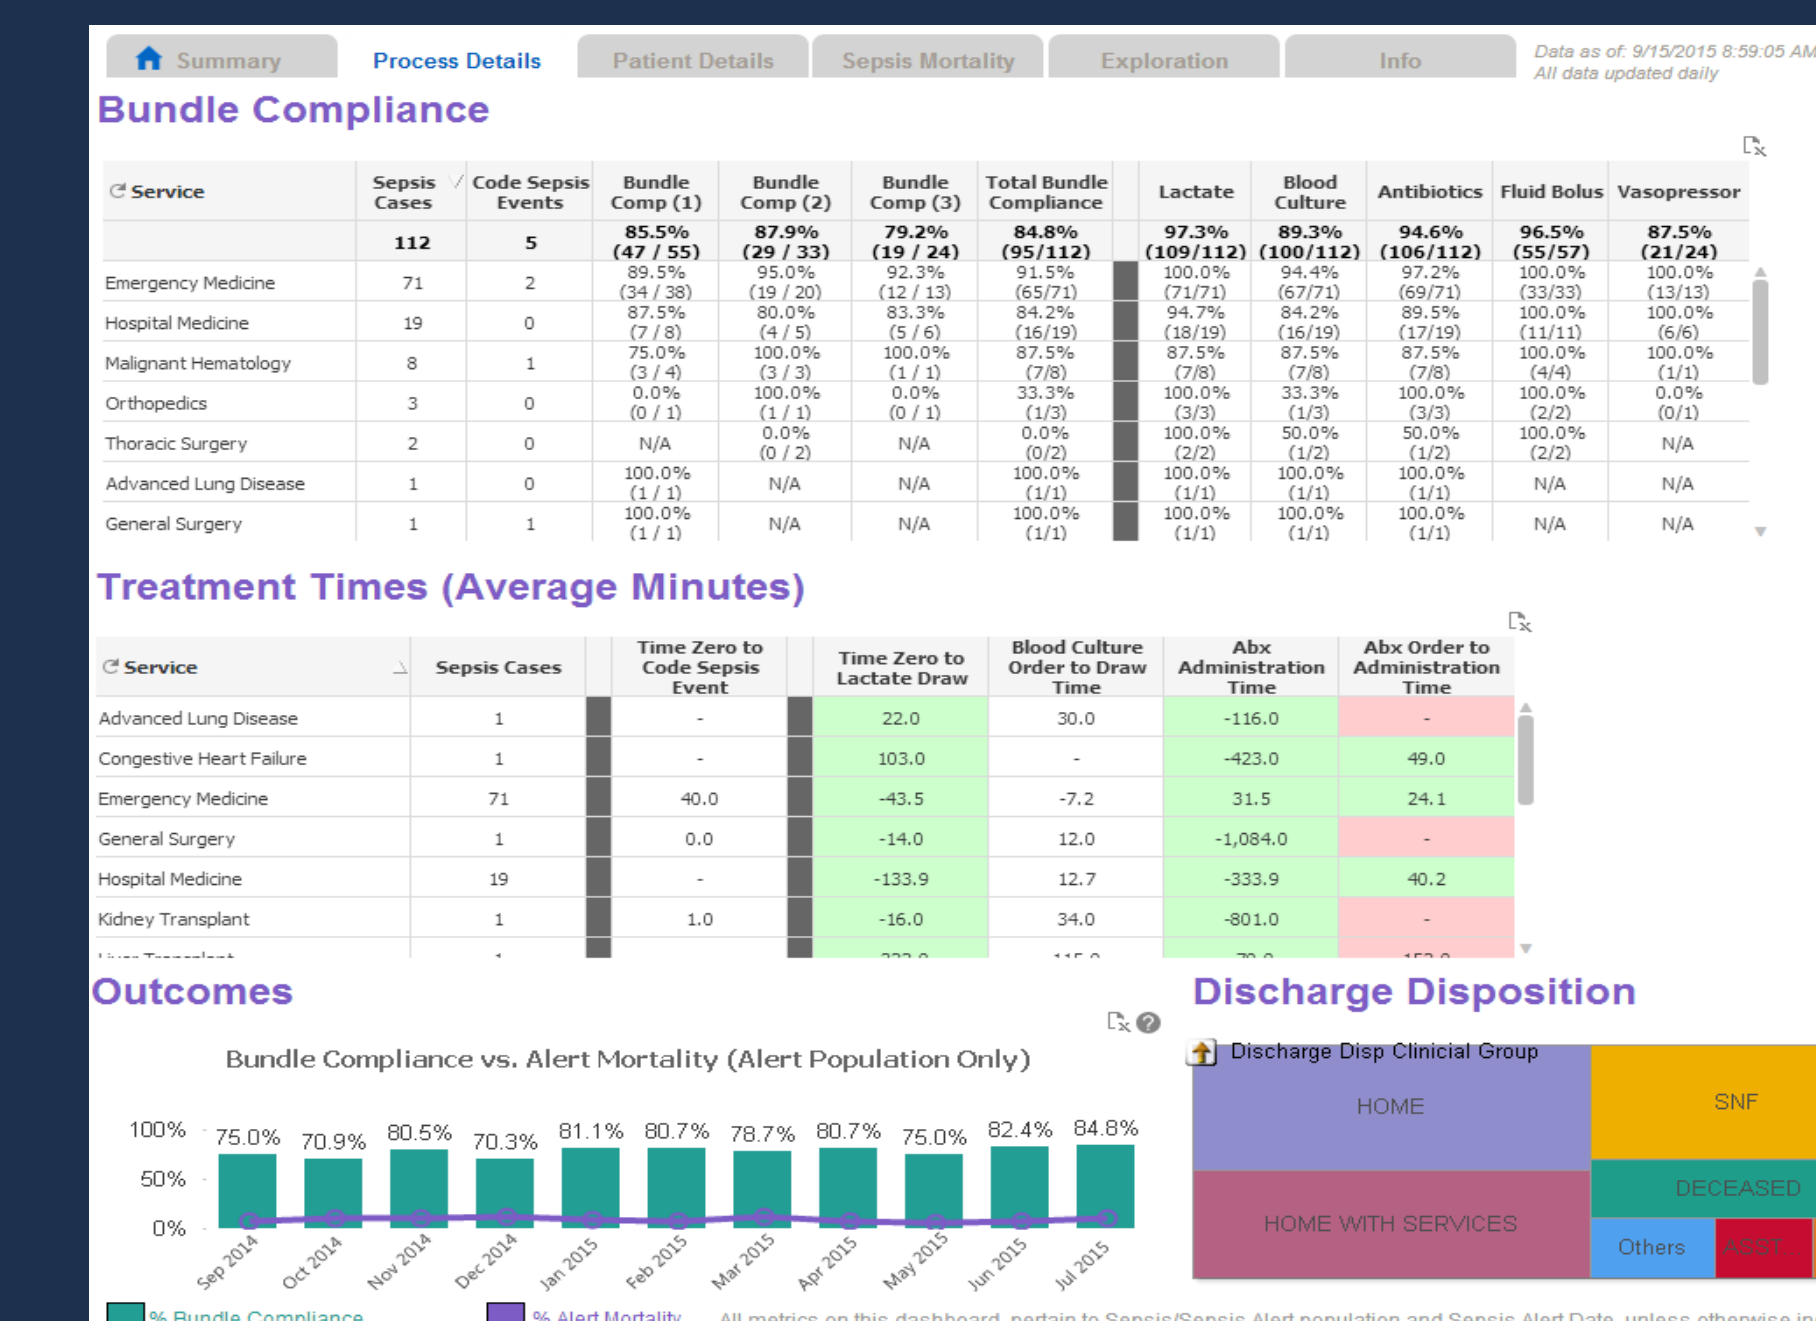 Summary Process Details Patient Details Sepsis Mortality Exploration Info
Data as of: 9/15/2015 8:59:05 AM
All data updated daily
Bundle Compliance
Service Sepsis Cases Code Sepsis Events Bundle Comp (1) Bundle Comp (2) Bundle Comp (3) Total Bundle Compliance Lactate Blood Culture Antibiotics Fluid Bolus Vasopressor
112 5 85.5% (47 / 55) 87.9% (29 / 33) 79.2% (19 / 24) 84.8% (95/112) 97.3% (109/112) 89.3% (100/112) 94.6% (106/112) 96.5% (55/57) 87.5% (21/24)
Emergency Medicine 71 2 89.5% (34 / 38) 95.0% (19 / 20) 92.3% (12 / 13) 91.5% (65/71) 100.0% (71/71) 94.4% (67/71) 97.2% (69/71) 100.0% (33/33) 100.0% (13/13)
Hospital Medicine 19 0 87.5% (7 / 8) 80.0% (4 / 5) 83.3% (5 / 6) 84.2% (16/19) 94.7% (18/19) 84.2% (16/19) 89.5% (17/19) 100.0% (11/11) 100.0% (6/6)
Malignant Hematology 8 1 75.0% (3 / 4) 100.0% (3 / 3) 100.0% (1 / 1) 87.5% (7/8) 87.5% (7/8) 87.5% (7/8) 87.5% (7/8) 100.0% (4/4) 100.0% (1/1)
Orthopedics 3 0 0.0% (0 / 1) 100.0% (1 / 1) 0.0% (0 / 1) 33.3% (1/3) 100.0% (3/3) 33.3% (1/3) 100.0% (3/3) 100.0% (2/2) 0.0% (0/1)
Thoracic Surgery 2 0 N/A 0.0% (0 / 2) N/A 0.0% (0/2) 100.0% (2/2) 50.0% (1/2) 50.0% (1/2) 100.0% (2/2) N/A
Advanced Lung Disease 1 0 100.0% (1 / 1) N/A N/A 100.0% (1/1) 100.0% (1/1) 100.0% (1/1) 100.0% (1/1) N/A N/A
General Surgery 1 1 100.0% (1 / 1) N/A N/A 100.0% (1/1) 100.0% (1/1) 100.0% (1/1) 100.0% (1/1) N/A N/A
Treatment Times (Average Minutes)
Service Sepsis Cases Time Zero to Code Sepsis Event Time Zero to Lactate Draw Blood Culture Order to Draw Time Abx Administration Time Abx Order to Administration Time
Advanced Lung Disease 1 - 22.0 30.0 -116.0 -
Congestive Heart Failure 1 - 103.0 - -423.0 49.0
Emergency Medicine 71 40.0 -43.5 -7.2 31.5 24.1
General Surgery 1 0.0 -14.0 12.0 -1,084.0 -
Hospital Medicine 19 - -133.9 12.7 -333.9 40.2
Kidney Transplant 1 1.0 -16.0 34.0 -801.0 -
Outcomes
Bundle Compliance vs. Alert Mortality (Alert Population Only)
100%
50%
0%
75.0% 70.9% 80.5% 70.3% 81.1% 80.7% 78.7% 80.7% 75.0% 82.4% 84.8%
Sep 2014 Oct 2014 Nov 2014 Dec 2014 Jan 2015 Feb 2015 Mar 2015 Apr 2015 May 2015 Jun 2015 Jul 2015
% Bundle Compliance % Alert Mortality
Discharge Disposition
Discharge Disp Clinicial Group
HOME
SNF
DECEASED
HOME WITH SERVICES
Others
ASST...
All metrics on this dashboard pertain to Sepsis/Sepsis Alert population and Sepsis Alert Date, unless otherwise in